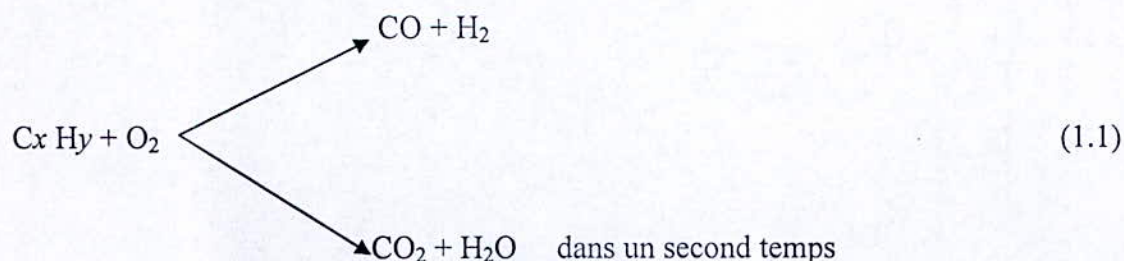 CO + H₂
Cx Hy + O₂ (1.1)
CO₂ + H₂O dans un second temps